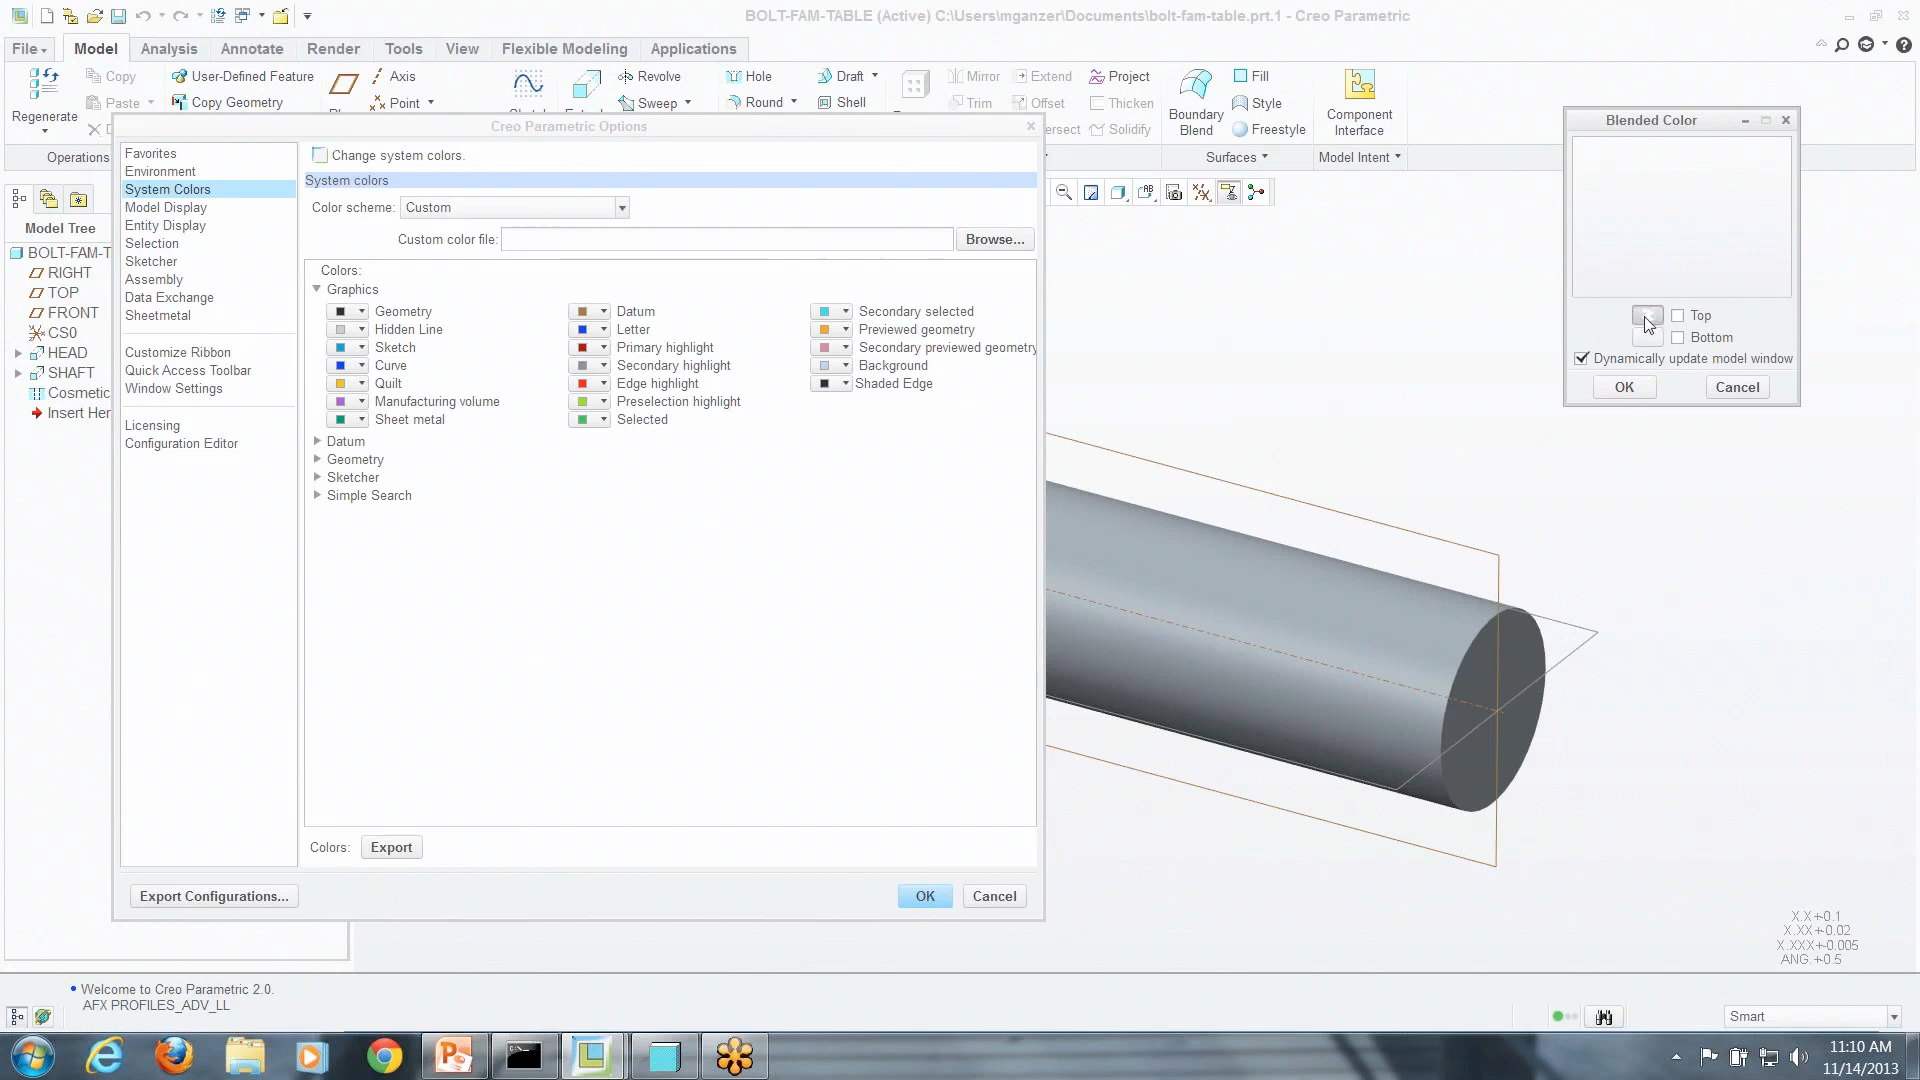 BOLT-FAM-TABLE (Active) C:\Users\mganzer\Documents\bolt-fam-table.prt.1 - Creo Parametric
File Model Analysis Annotate Render Tools View Flexible Modeling Applications
Regenerate
Copy
Paste
Operations
User-Defined Feature
Copy Geometry
Axis
Point
Revolve
Sweep
Hole
Round
Draft
Shell
Mirror
Trim
Extend
Offset
Project
Thicken
Solidify
Boundary
Blend
Fill
Style
Freestyle
Surfaces
Component
Interface
Model Intent
Model Tree
BOLT-FAM-T
RIGHT
TOP
FRONT
CS0
HEAD
SHAFT
Cosmetic
Insert Her
Creo Parametric Options
Favorites
Environment
System Colors
Model Display
Entity Display
Selection
Sketcher
Assembly
Data Exchange
Sheetmetal
Customize Ribbon
Quick Access Toolbar
Window Settings
Licensing
Configuration Editor
Change system colors.
System colors
Color scheme: Custom
Custom color file: Browse...
Colors:
Graphics
Geometry Datum Secondary selected
Hidden Line Letter Previewed geometry
Sketch Primary highlight Secondary previewed geometry
Curve Secondary highlight Background
Quilt Edge highlight Shaded Edge
Manufacturing volume Preselection highlight
Sheet metal Selected
Datum
Geometry
Sketcher
Simple Search
Colors: Export
Export Configurations... OK Cancel
Blended Color
Top
Bottom
Dynamically update model window
OK Cancel
X.X+-0.1
X.XX+-0.02
X.XXX+-0.005
ANG.+-0.5
Welcome to Creo Parametric 2.0.
AFX PROFILES_ADV_LL
Smart
11:10 AM
11/14/2013